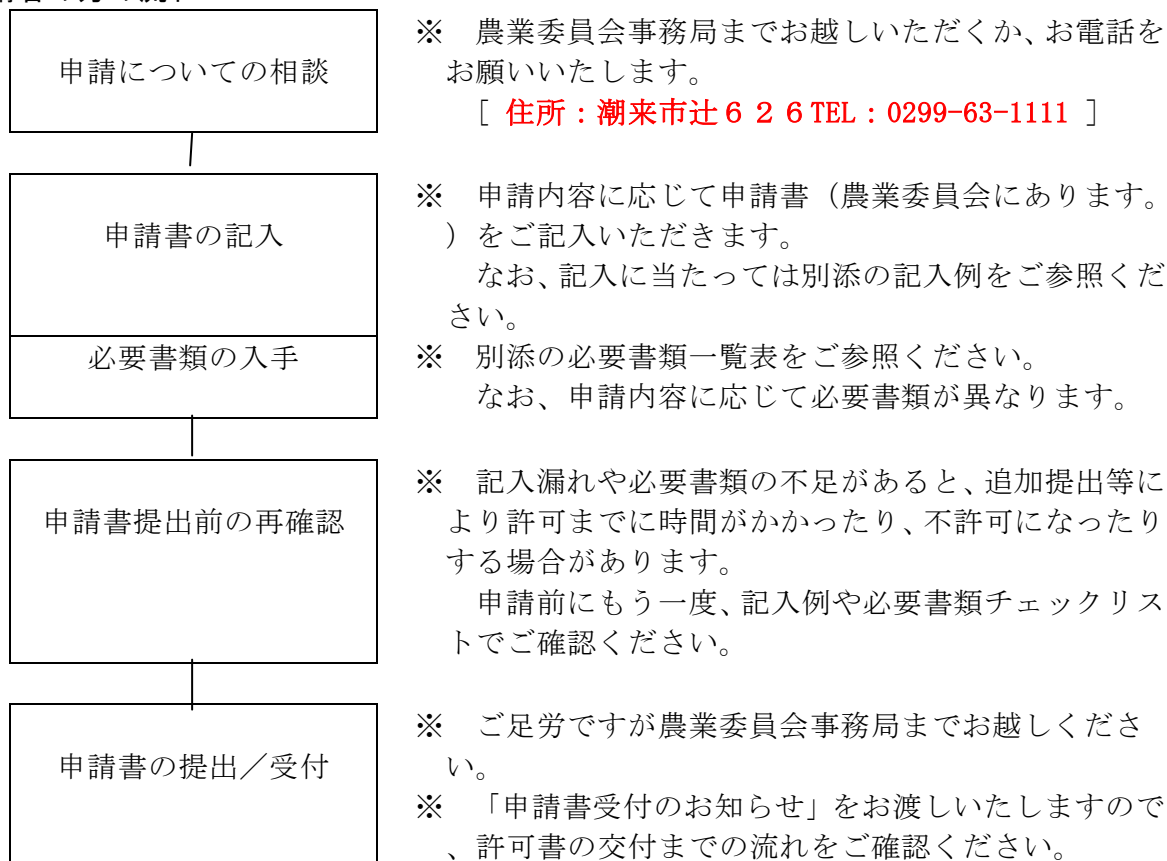 申請についての相談
※ 農業委員会事務局までお越しいただくか、お電話を
お願いいたします。
[ 住所：潮来市辻６２６TEL：0299-63-1111 ]
申請書の記入
※ 申請内容に応じて申請書（農業委員会にあります。
）をご記入いただきます。
なお、記入に当たっては別添の記入例をご参照くだ
さい。
必要書類の入手
※ 別添の必要書類一覧表をご参照ください。
なお、申請内容に応じて必要書類が異なります。
申請書提出前の再確認
※ 記入漏れや必要書類の不足があると、追加提出等に
より許可までに時間がかかったり、不許可になったり
する場合があります。
申請前にもう一度、記入例や必要書類チェックリス
トでご確認ください。
申請書の提出／受付
※ ご足労ですが農業委員会事務局までお越しくださ
い。
※ 「申請書受付のお知らせ」をお渡しいたしますので
、許可書の交付までの流れをご確認ください。